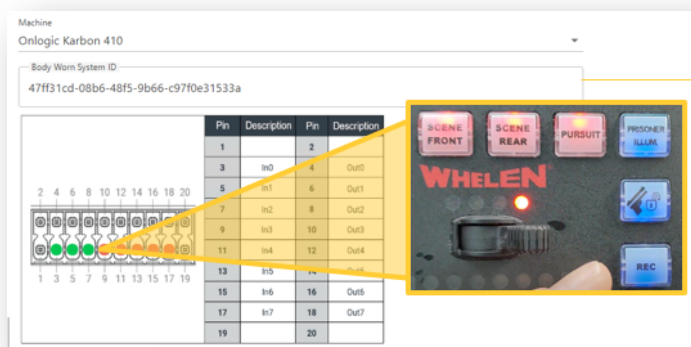 Machine
Onlogic Karbon 410
Body Worn System ID
47ff31cd-08b6-48f5-9b66-c97f0e31533a
Pin Description Pin Description
1 2
3 In0 4 Out0
5 In1 6 Out1
7 In2 8 Out2
9 In3 10 Out3
11 In4 12 Out4
13 In5 14 Out5
15 In6 16 Out6
17 In7 18 Out7
19 20
2 4 6 8 10 12 14 16 18 20
1 3 5 7 9 11 13 15 17 19
SCENE FRONT
SCENE REAR
PURSUIT
PRISONER ILLUM.
WHELEN
REC